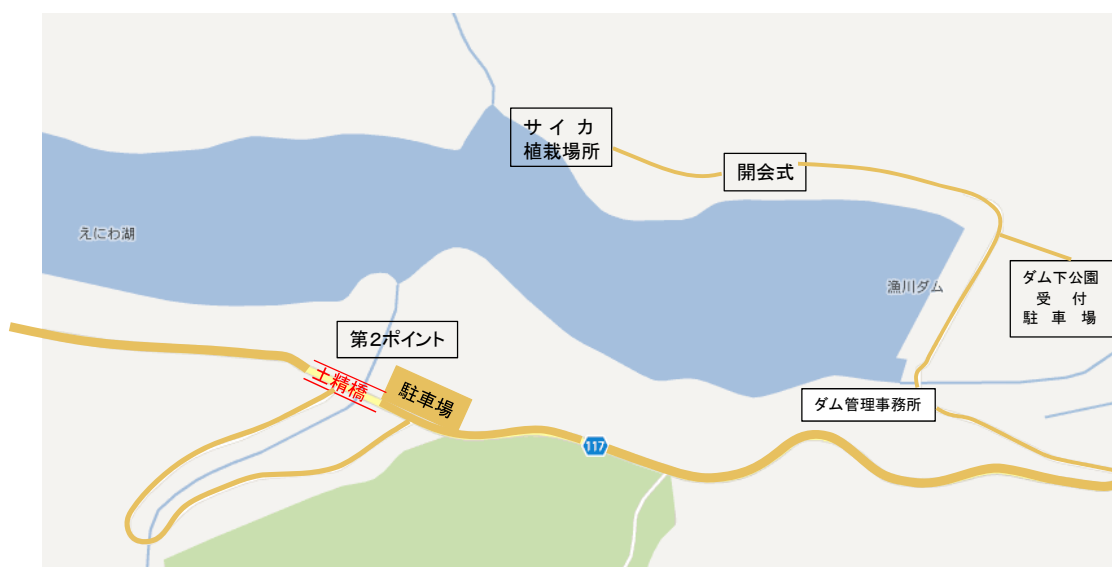 サイカ
植栽場所
開会式
えにわ湖
ダム下公園
受付
駐車場
漁川ダム
第2ポイント
土精橋
駐車場
ダム管理事務所
117